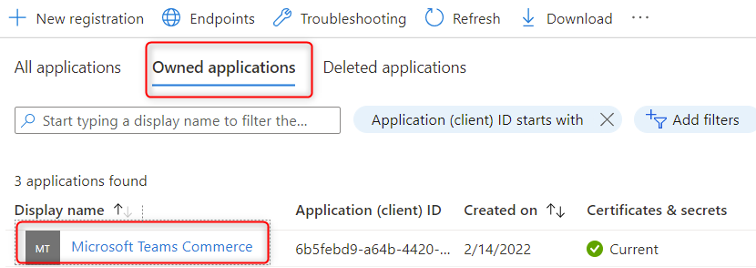 New registration Endpoints Troubleshooting Refresh Download ...
All applications Owned applications Deleted applications
Start typing a display name to filter the... Application (client) ID starts with Add filters
3 applications found
Display name Application (client) ID Created on Certificates & secrets
MT Microsoft Teams Commerce 6b5febd9-a64b-4420-... 2/14/2022 Current